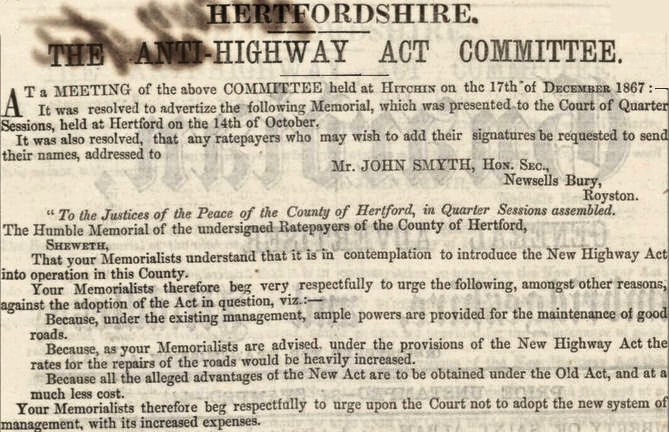 HERTFORDSHIRE.
THE ANTI-HIGHWAY ACT COMMITTEE.
AT a MEETING of the above COMMITTEE held at HITCHIN on the 17th of DECEMBER 1867:—
It was resolved to advertize the following Memorial, which was presented to the Court of Quarter
Sessions, held at Hertford on the 14th of October.
It was also resolved, that any ratepayers who may wish to add their signatures be requested to send
their names, addressed to
Mr. JOHN SMYTH, HON. SEC.,
Newsells Bury,
Royston.
"To the Justices of the Peace of the County of Hertford, in Quarter Sessions assembled.
The Humble Memorial of the undersigned Ratepayers of the County of Hertford,
SHEWETH,
That your Memorialists understand that it is in contemplation to introduce the New Highway Act
into operation in this County.
Your Memorialists therefore beg very respectfully to urge the following, amongst other reasons,
against the adoption of the Act in question, viz.:—
Because, under the existing management, ample powers are provided for the maintenance of good
roads.
Because, as your Memorialists are advised, under the provisions of the New Highway Act the
rates for the repairs of the roads would be heavily increased.
Because all the alleged advantages of the New Act are to be obtained under the Old Act, and at a
much less cost.
Your Memorialists therefore beg respectfully to urge upon the Court not to adopt the new system of
management, with its increased expenses.